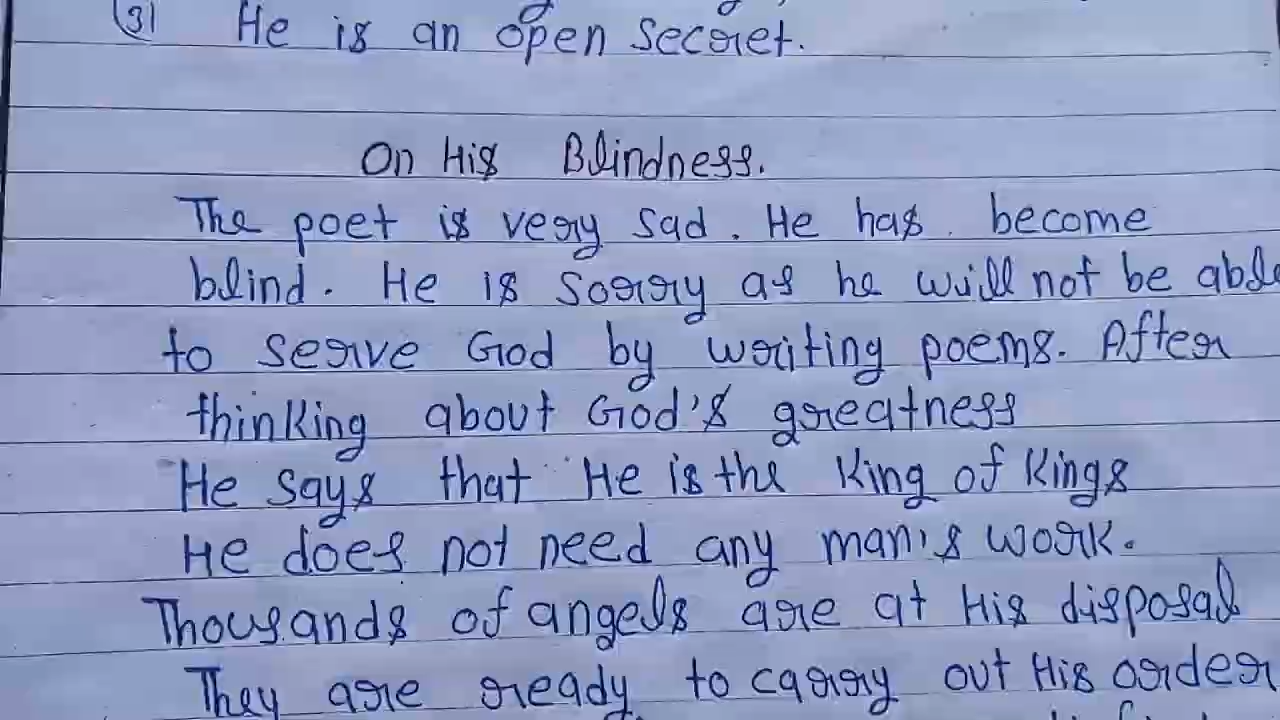 (3) He is an open secret.
On His Blindness.
The poet is very sad. He has become
blind. He is sorry as he will not be able
to serve God by writing poems. After
thinking about God's greatness
He says that He is the King of Kings
He does not need any man's work.
Thousands of angels are at His disposal
They are ready to carry out His order